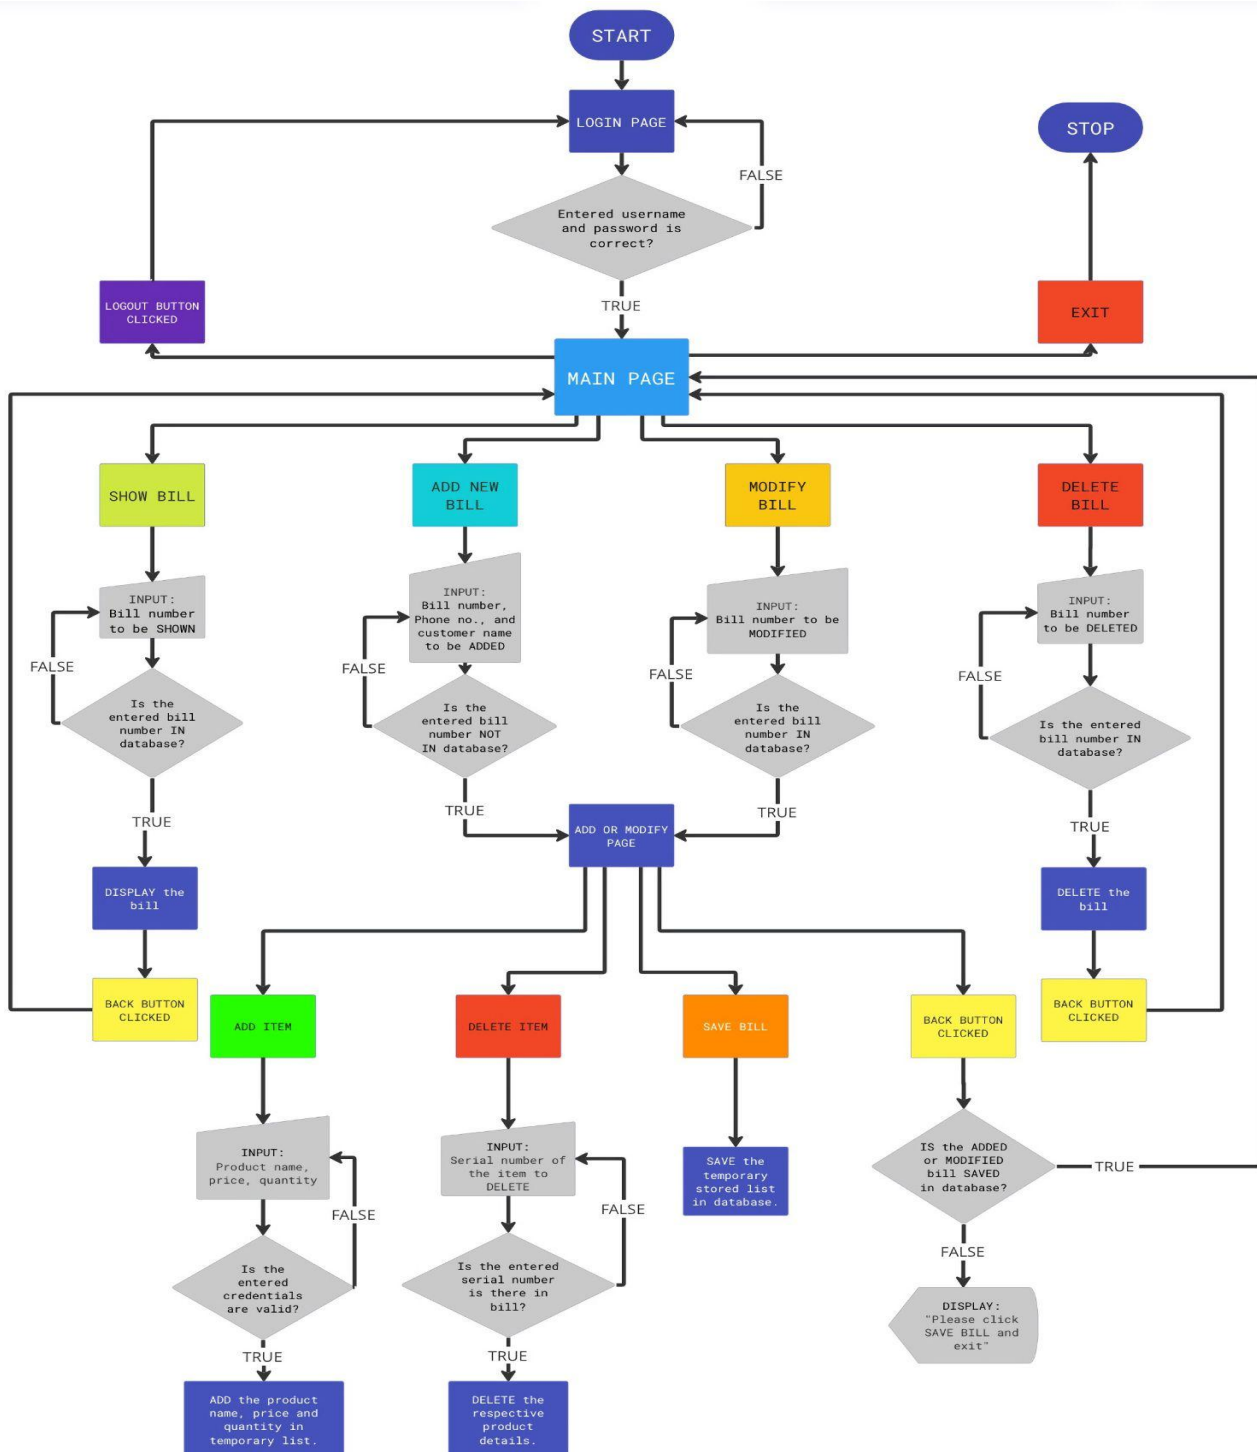 START
LOGIN PAGE
STOP
FALSE
Entered username
and password is
correct?
LOGOUT BUTTON
CLICKED
TRUE
EXIT
MAIN PAGE
SHOW BILL
ADD NEW
BILL
MODIFY
BILL
DELETE
BILL
INPUT:
Bill number
to be SHOWN
INPUT:
Bill number,
Phone no., and
customer name
to be ADDED
INPUT:
Bill number to be
MODIFIED
INPUT:
Bill number
to be DELETED
FALSE
FALSE
FALSE
FALSE
Is the
entered bill
number IN
database?
Is the
entered bill
number NOT
IN database?
Is the
entered bill
number IN
database?
Is the entered
bill number IN
database?
TRUE
TRUE
TRUE
TRUE
ADD OR MODIFY
PAGE
DISPLAY the
bill
DELETE the
bill
BACK BUTTON
CLICKED
ADD ITEM
DELETE ITEM
SAVE BILL
BACK BUTTON
CLICKED
BACK BUTTON
CLICKED
INPUT:
Product name,
price, quantity
INPUT:
Serial number of
the item to
DELETE
SAVE the
temporary
stored list
in database.
IS the ADDED
or MODIFIED
bill SAVED
in database?
TRUE
FALSE
FALSE
FALSE
Is the
entered
credentials
are valid?
Is the entered
serial number
is there in
bill?
DISPLAY:
"Please click
SAVE BILL and
exit"
TRUE
TRUE
ADD the product
name, price and
quantity in
temporary list.
DELETE the
respective
product
details.